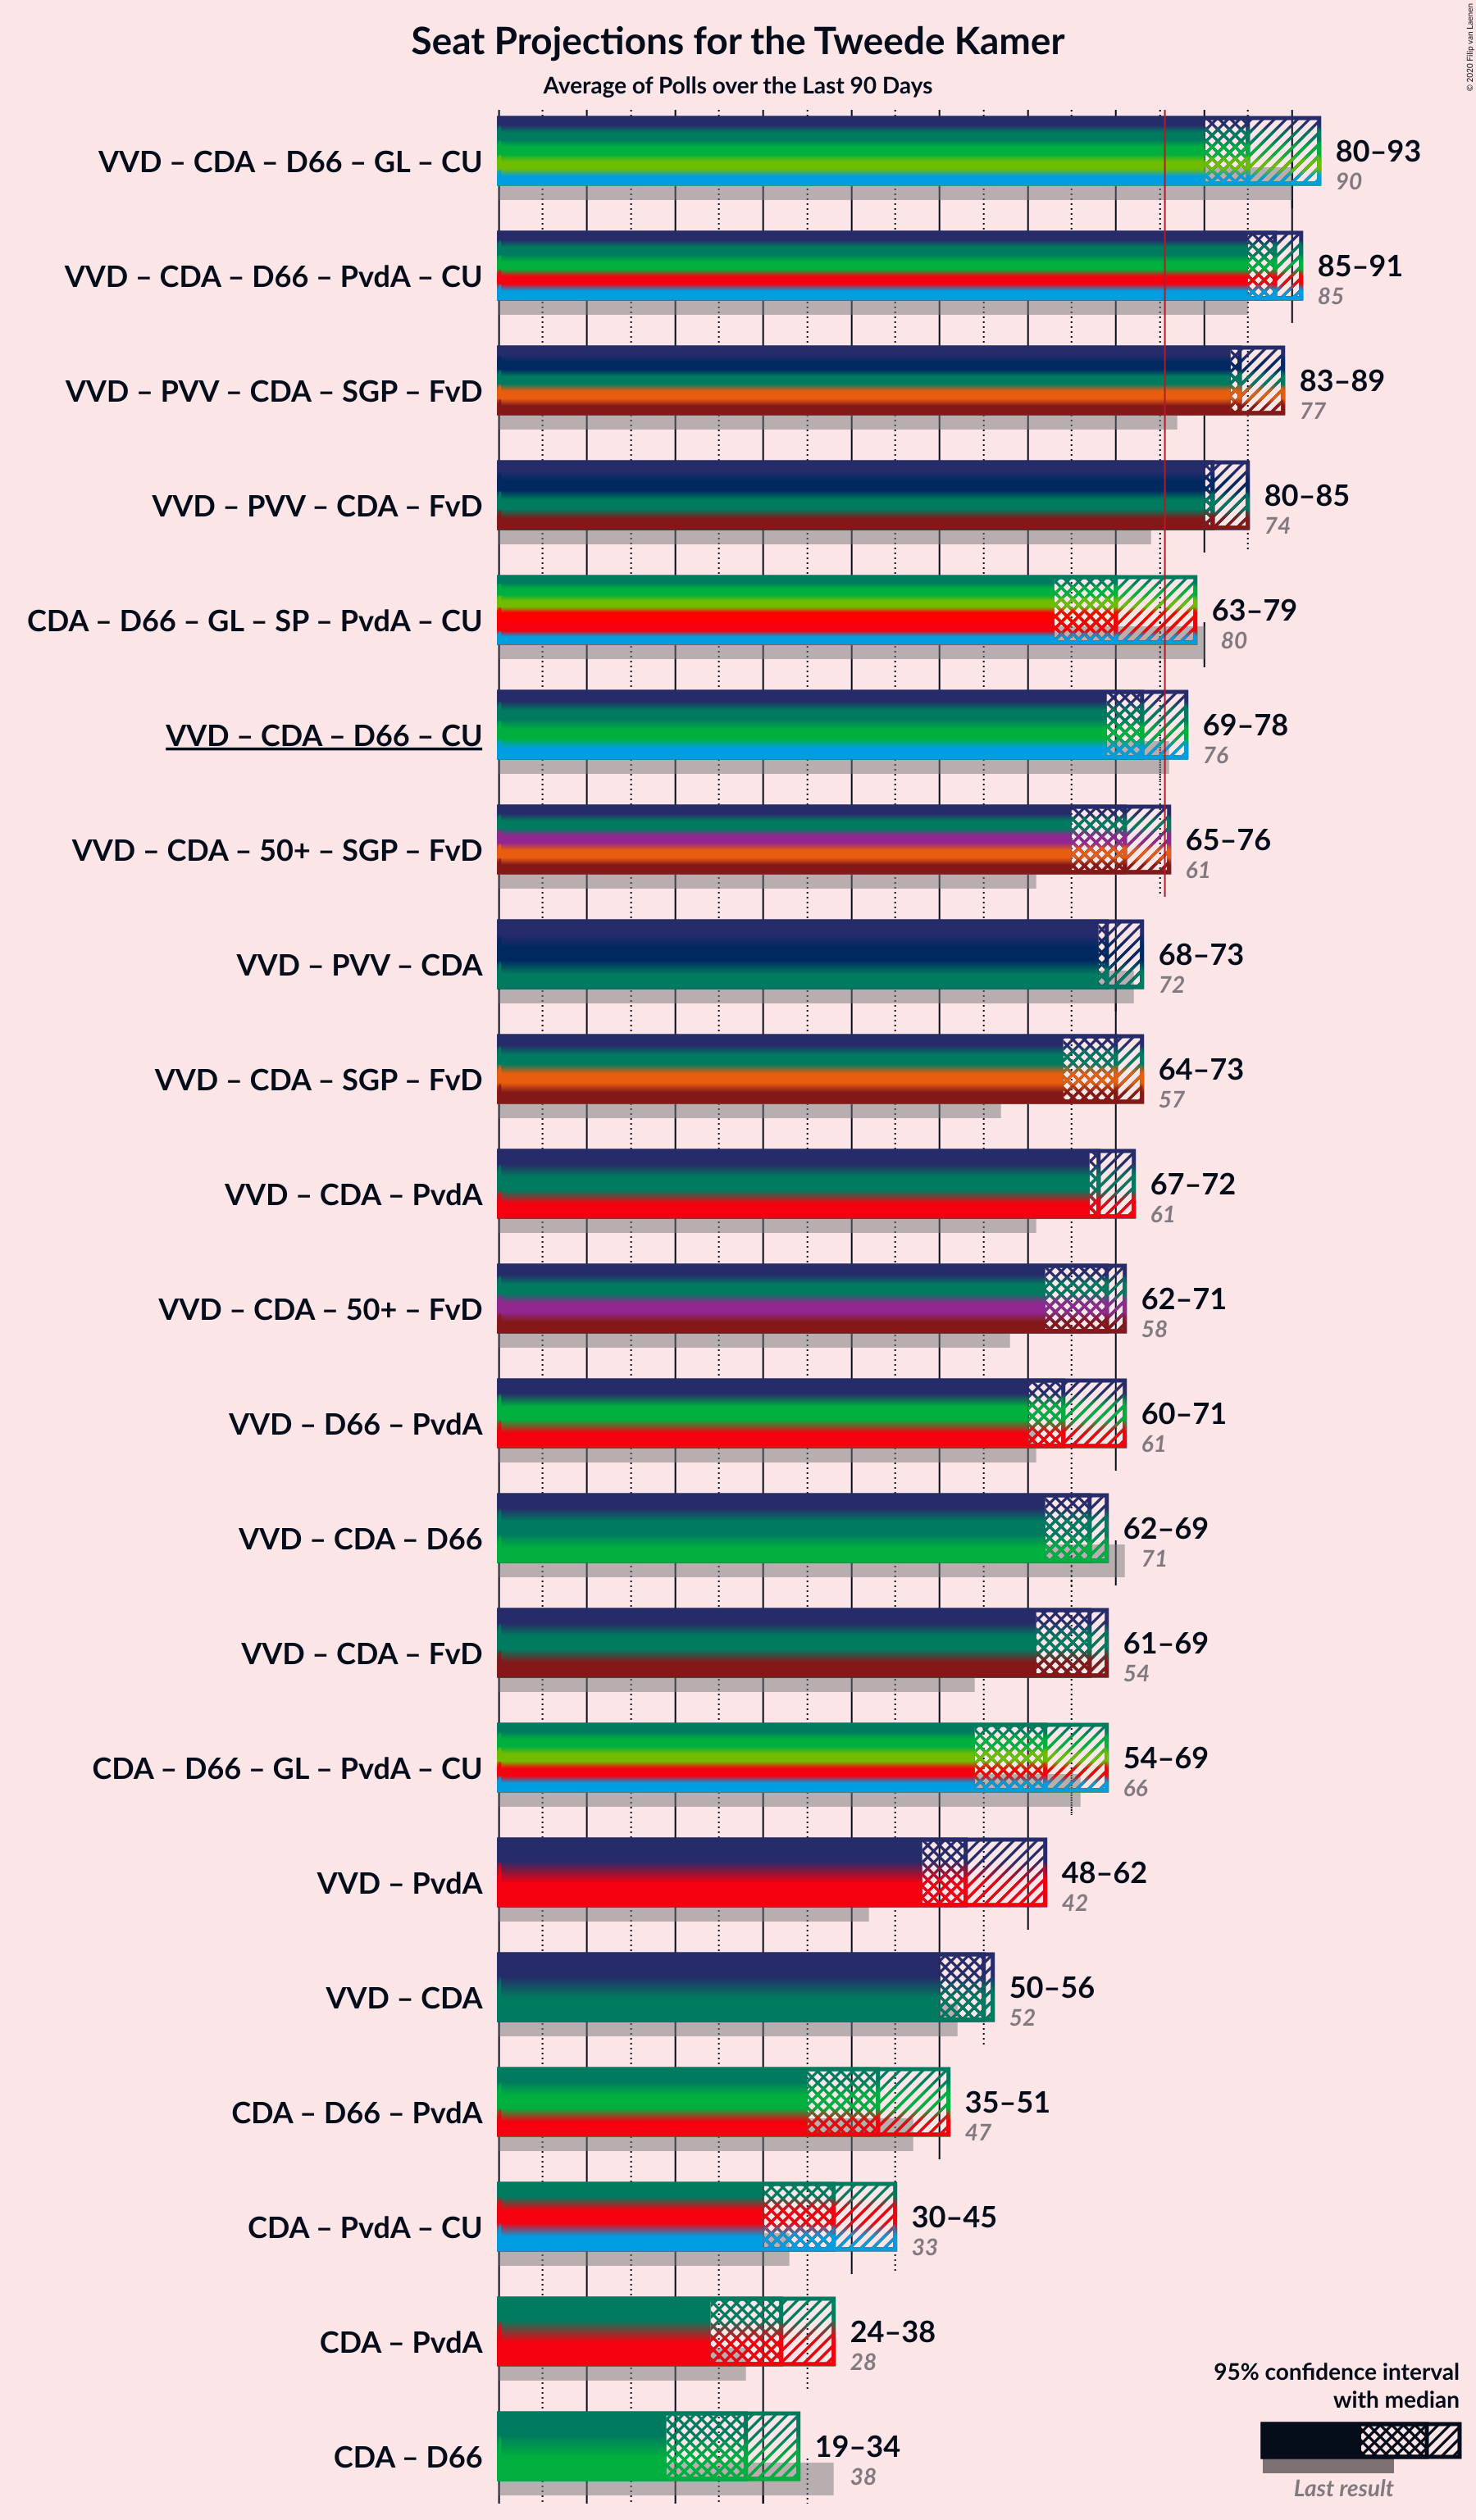 Seat Projections for the Tweede Kamer
Average of Polls over the Last 90 Days
© 2020 Filip van Laenen
VVD – CDA – D66 – GL – CU
80–93
90
VVD – CDA – D66 – PvdA – CU
85–91
85
VVD – PVV – CDA – SGP – FvD
83–89
77
VVD – PVV – CDA – FvD
80–85
74
CDA – D66 – GL – SP – PvdA – CU
63–79
80
VVD – CDA – D66 – CU
69–78
76
VVD – CDA – 50+ – SGP – FvD
65–76
61
VVD – PVV – CDA
68–73
72
VVD – CDA – SGP – FvD
64–73
57
VVD – CDA – PvdA
67–72
61
VVD – CDA – 50+ – FvD
62–71
58
VVD – D66 – PvdA
60–71
61
VVD – CDA – D66
62–69
71
VVD – CDA – FvD
61–69
54
CDA – D66 – GL – PvdA – CU
54–69
66
VVD – PvdA
48–62
42
VVD – CDA
50–56
52
CDA – D66 – PvdA
35–51
47
CDA – PvdA – CU
30–45
33
CDA – PvdA
24–38
28
CDA – D66
19–34
38
95% confidence interval
with median
Last result